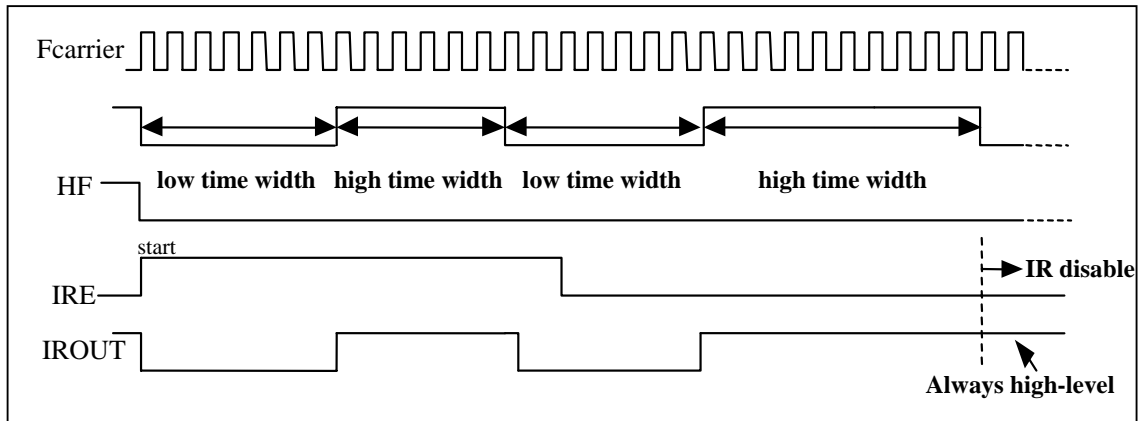 Fcarrier
low time width high time width low time width high time width
HF
start
IR disable
IRE
IROUT
Always high-level